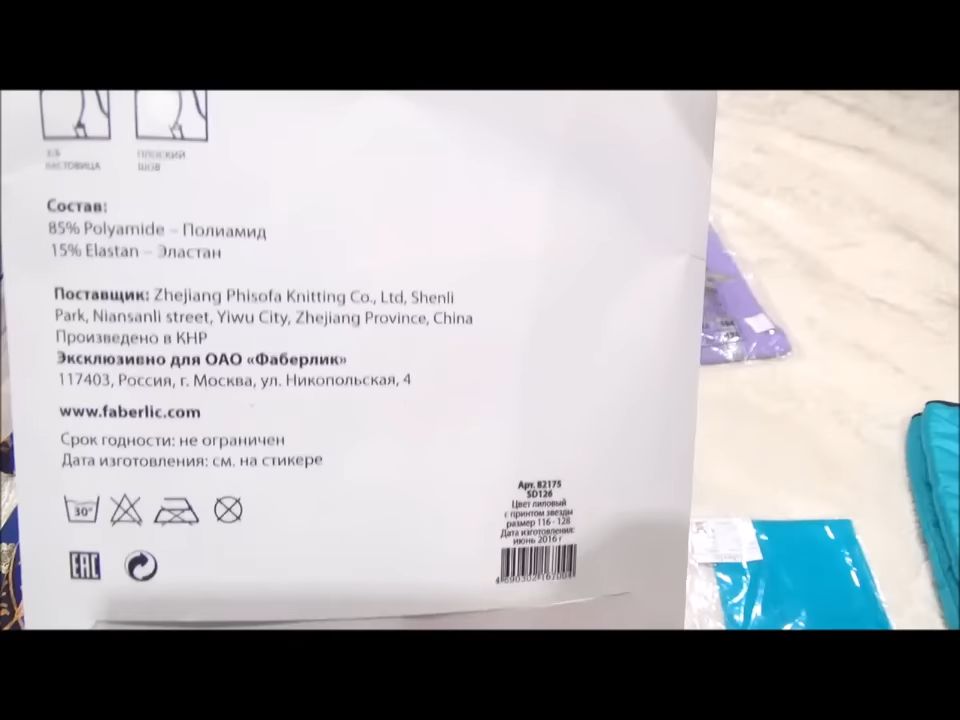 Х/Б
ЛАСТОВИЦА
ПЛОСКИЙ
ШОВ
Состав:
85% Polyamide – Полиамид
15% Elastan – Эластан
Поставщик: Zhejiang Phisofa Knitting Co., Ltd, Shenli
Park, Niansanli street, Yiwu City, Zhejiang Province, China
Произведено в КНР
Эксклюзивно для ОАО «Фаберлик»
117403, Россия, г. Москва, ул. Никопольская, 4
www.faberlic.com
Срок годности: не ограничен
Дата изготовления: см. на стикере
30°
EAC
Арт. 82175
SD126
Цвет лиловый
с принтом звезды
размер 116 - 128
Дата изготовления:
июнь 2016 г